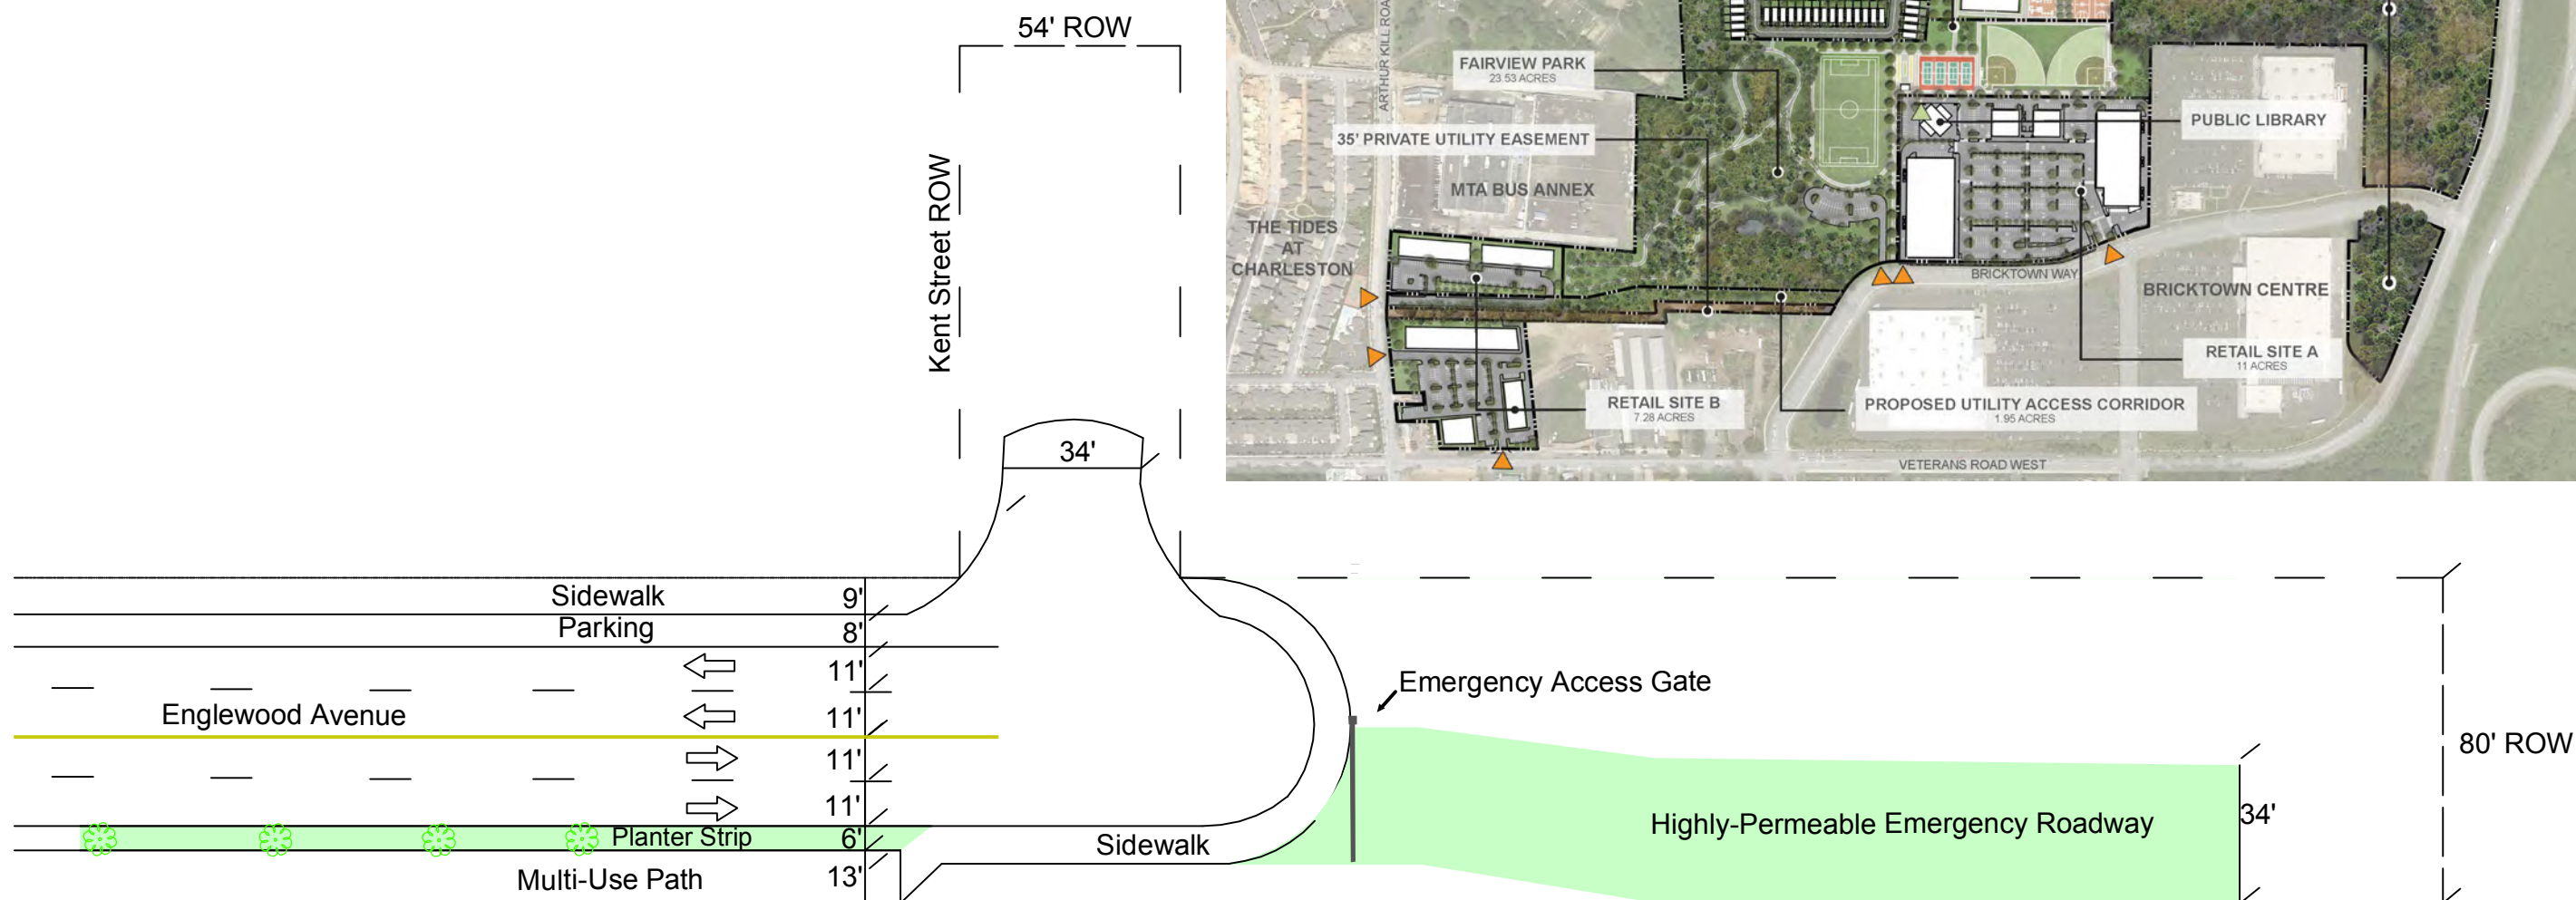 54' ROW
Kent Street ROW
34'
ARTHUR KILL ROA
FAIRVIEW PARK
23.53 ACRES
35' PRIVATE UTILITY EASEMENT
MTA BUS ANNEX
THE TIDES
AT
CHARLESTON
PUBLIC LIBRARY
BRICKTOWN WAY
BRICKTOWN CENTRE
RETAIL SITE A
11 ACRES
RETAIL SITE B
7.28 ACRES
PROPOSED UTILITY ACCESS CORRIDOR
1.95 ACRES
VETERANS ROAD WEST
Sidewalk
9'
Parking
8'
11'
Englewood Avenue
11'
11'
11'
Planter Strip
6'
Multi-Use Path
13'
Sidewalk
Emergency Access Gate
Highly-Permeable Emergency Roadway
34'
80' ROW